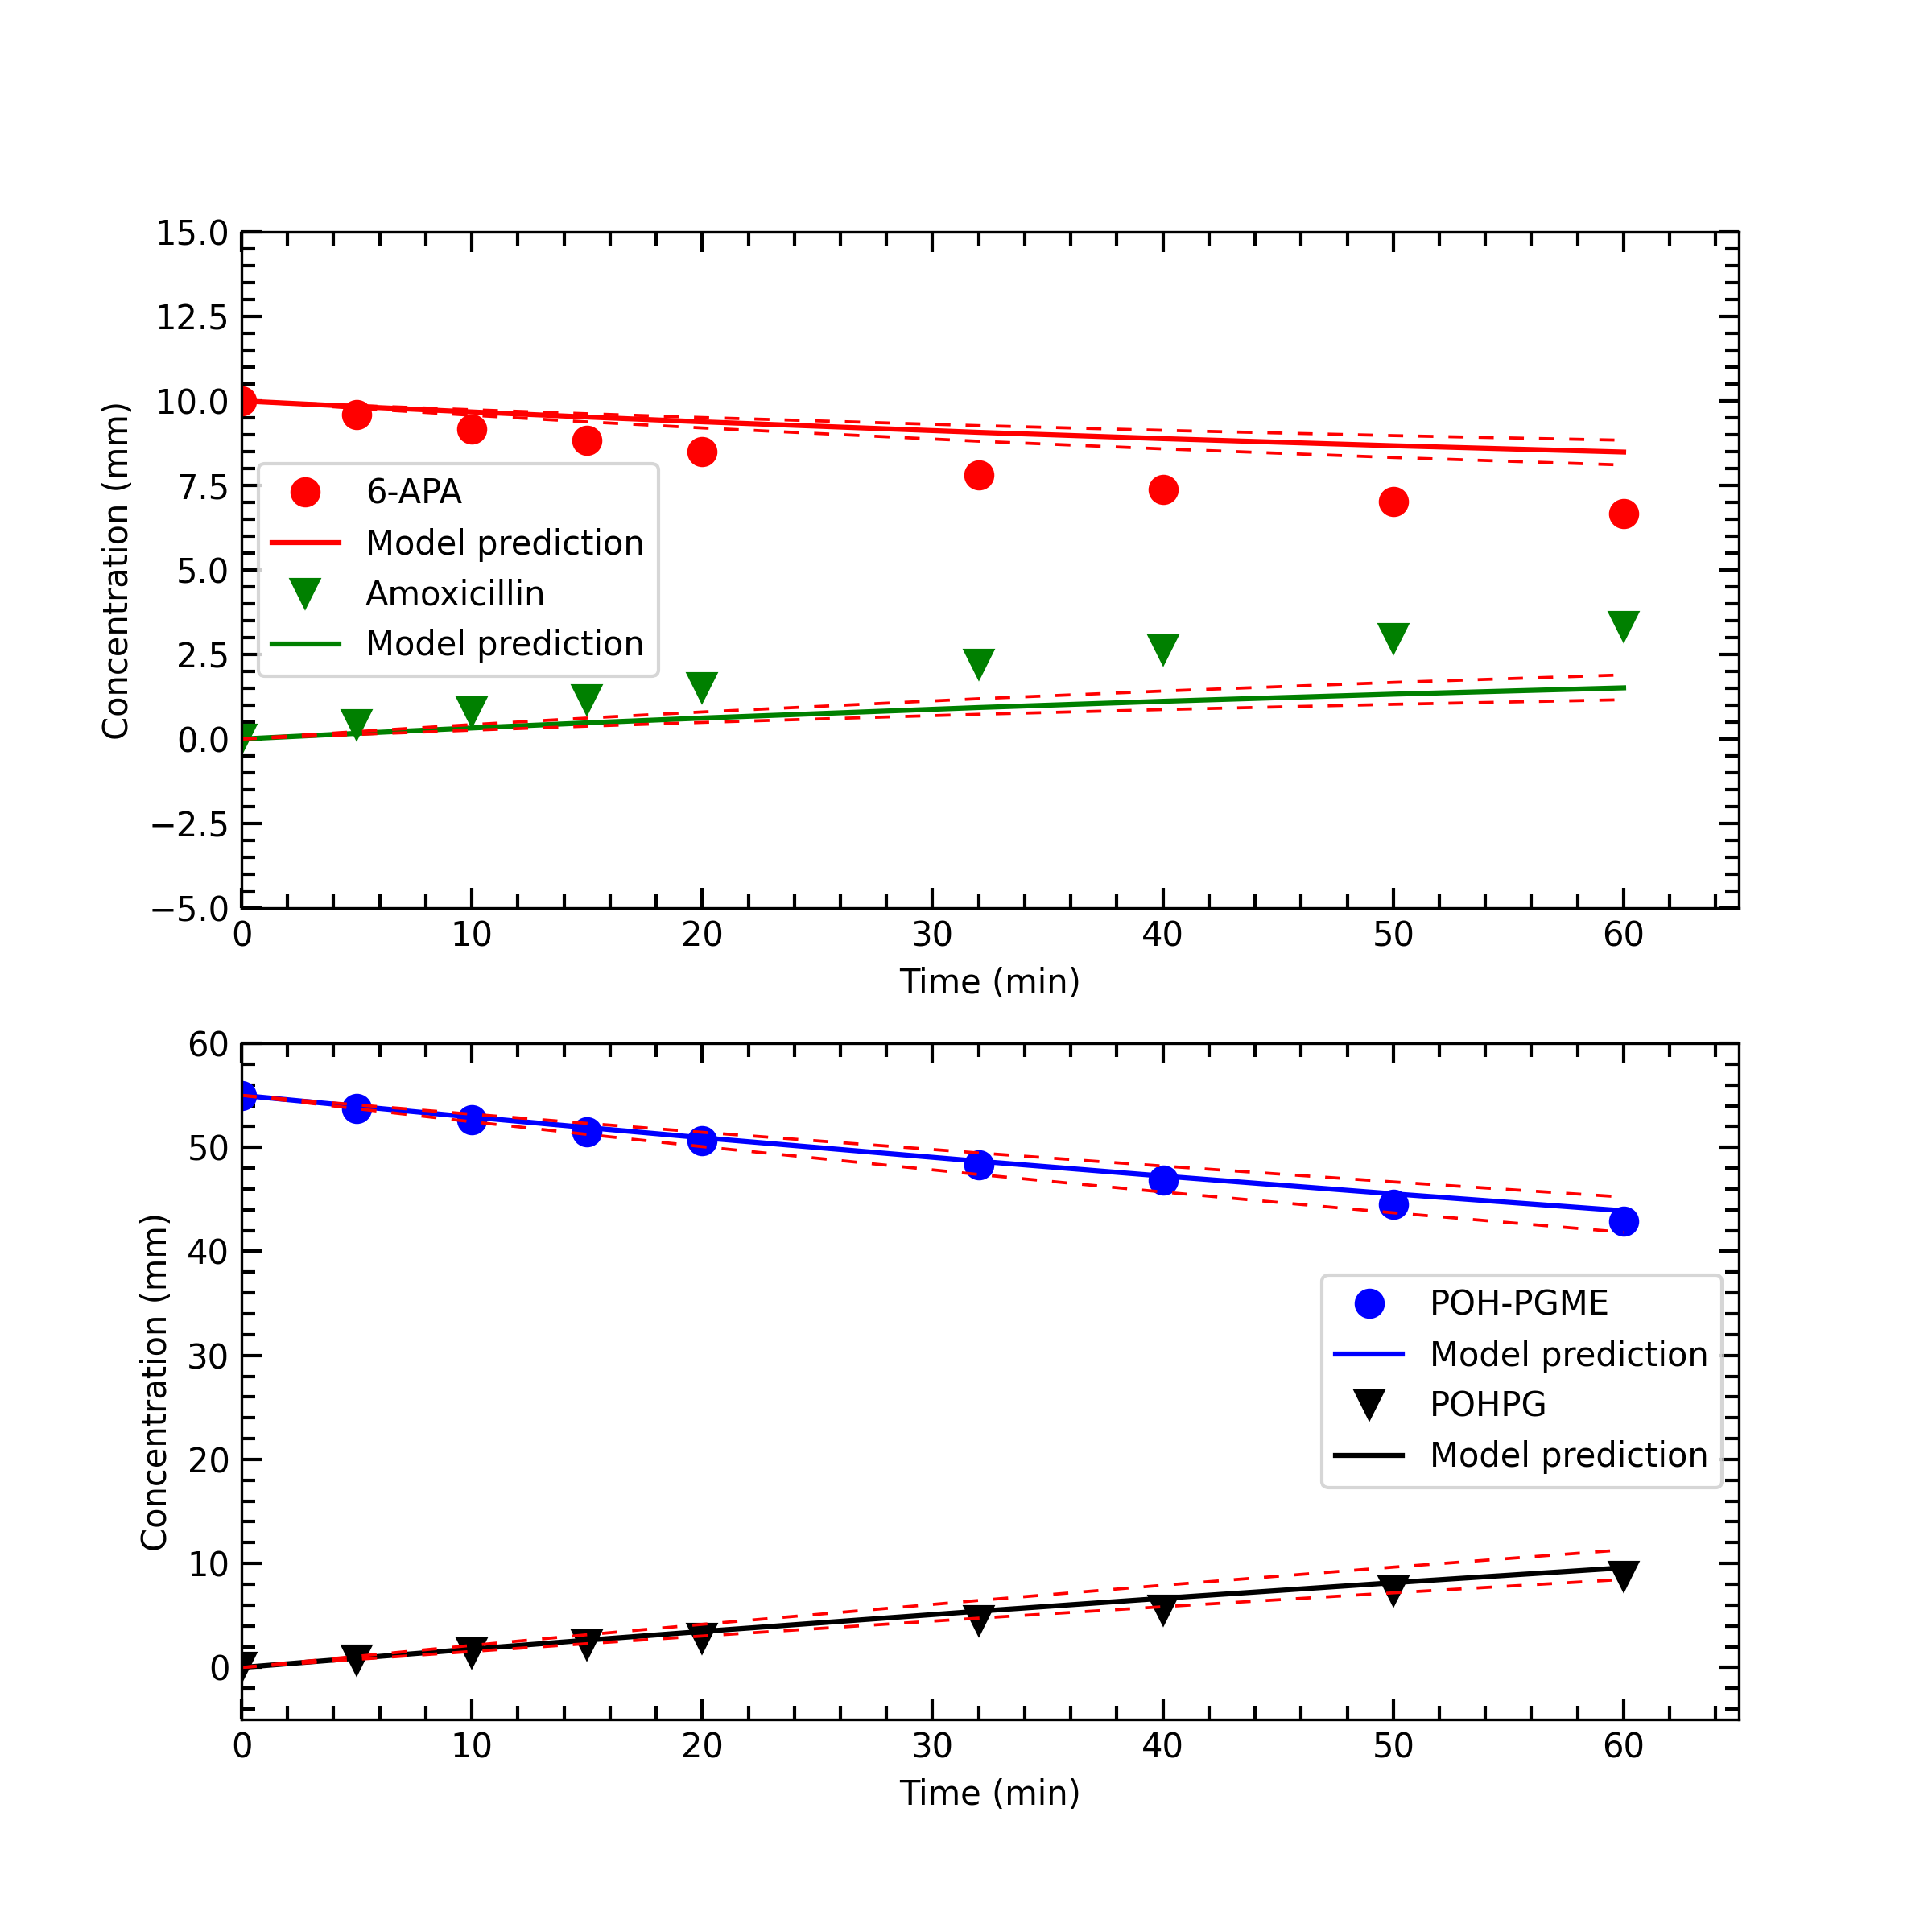 15.0
12.5
10.0
7.5
5.0
2.5
0.0
−2.5
−5.0
Concentration (mm)
6-APA
Model prediction
Amoxicillin
Model prediction
0 10 20 30 40 50 60
Time (min)
60
50
40
30
20
10
0
Concentration (mm)
POH-PGME
Model prediction
POHPG
Model prediction
0 10 20 30 40 50 60
Time (min)